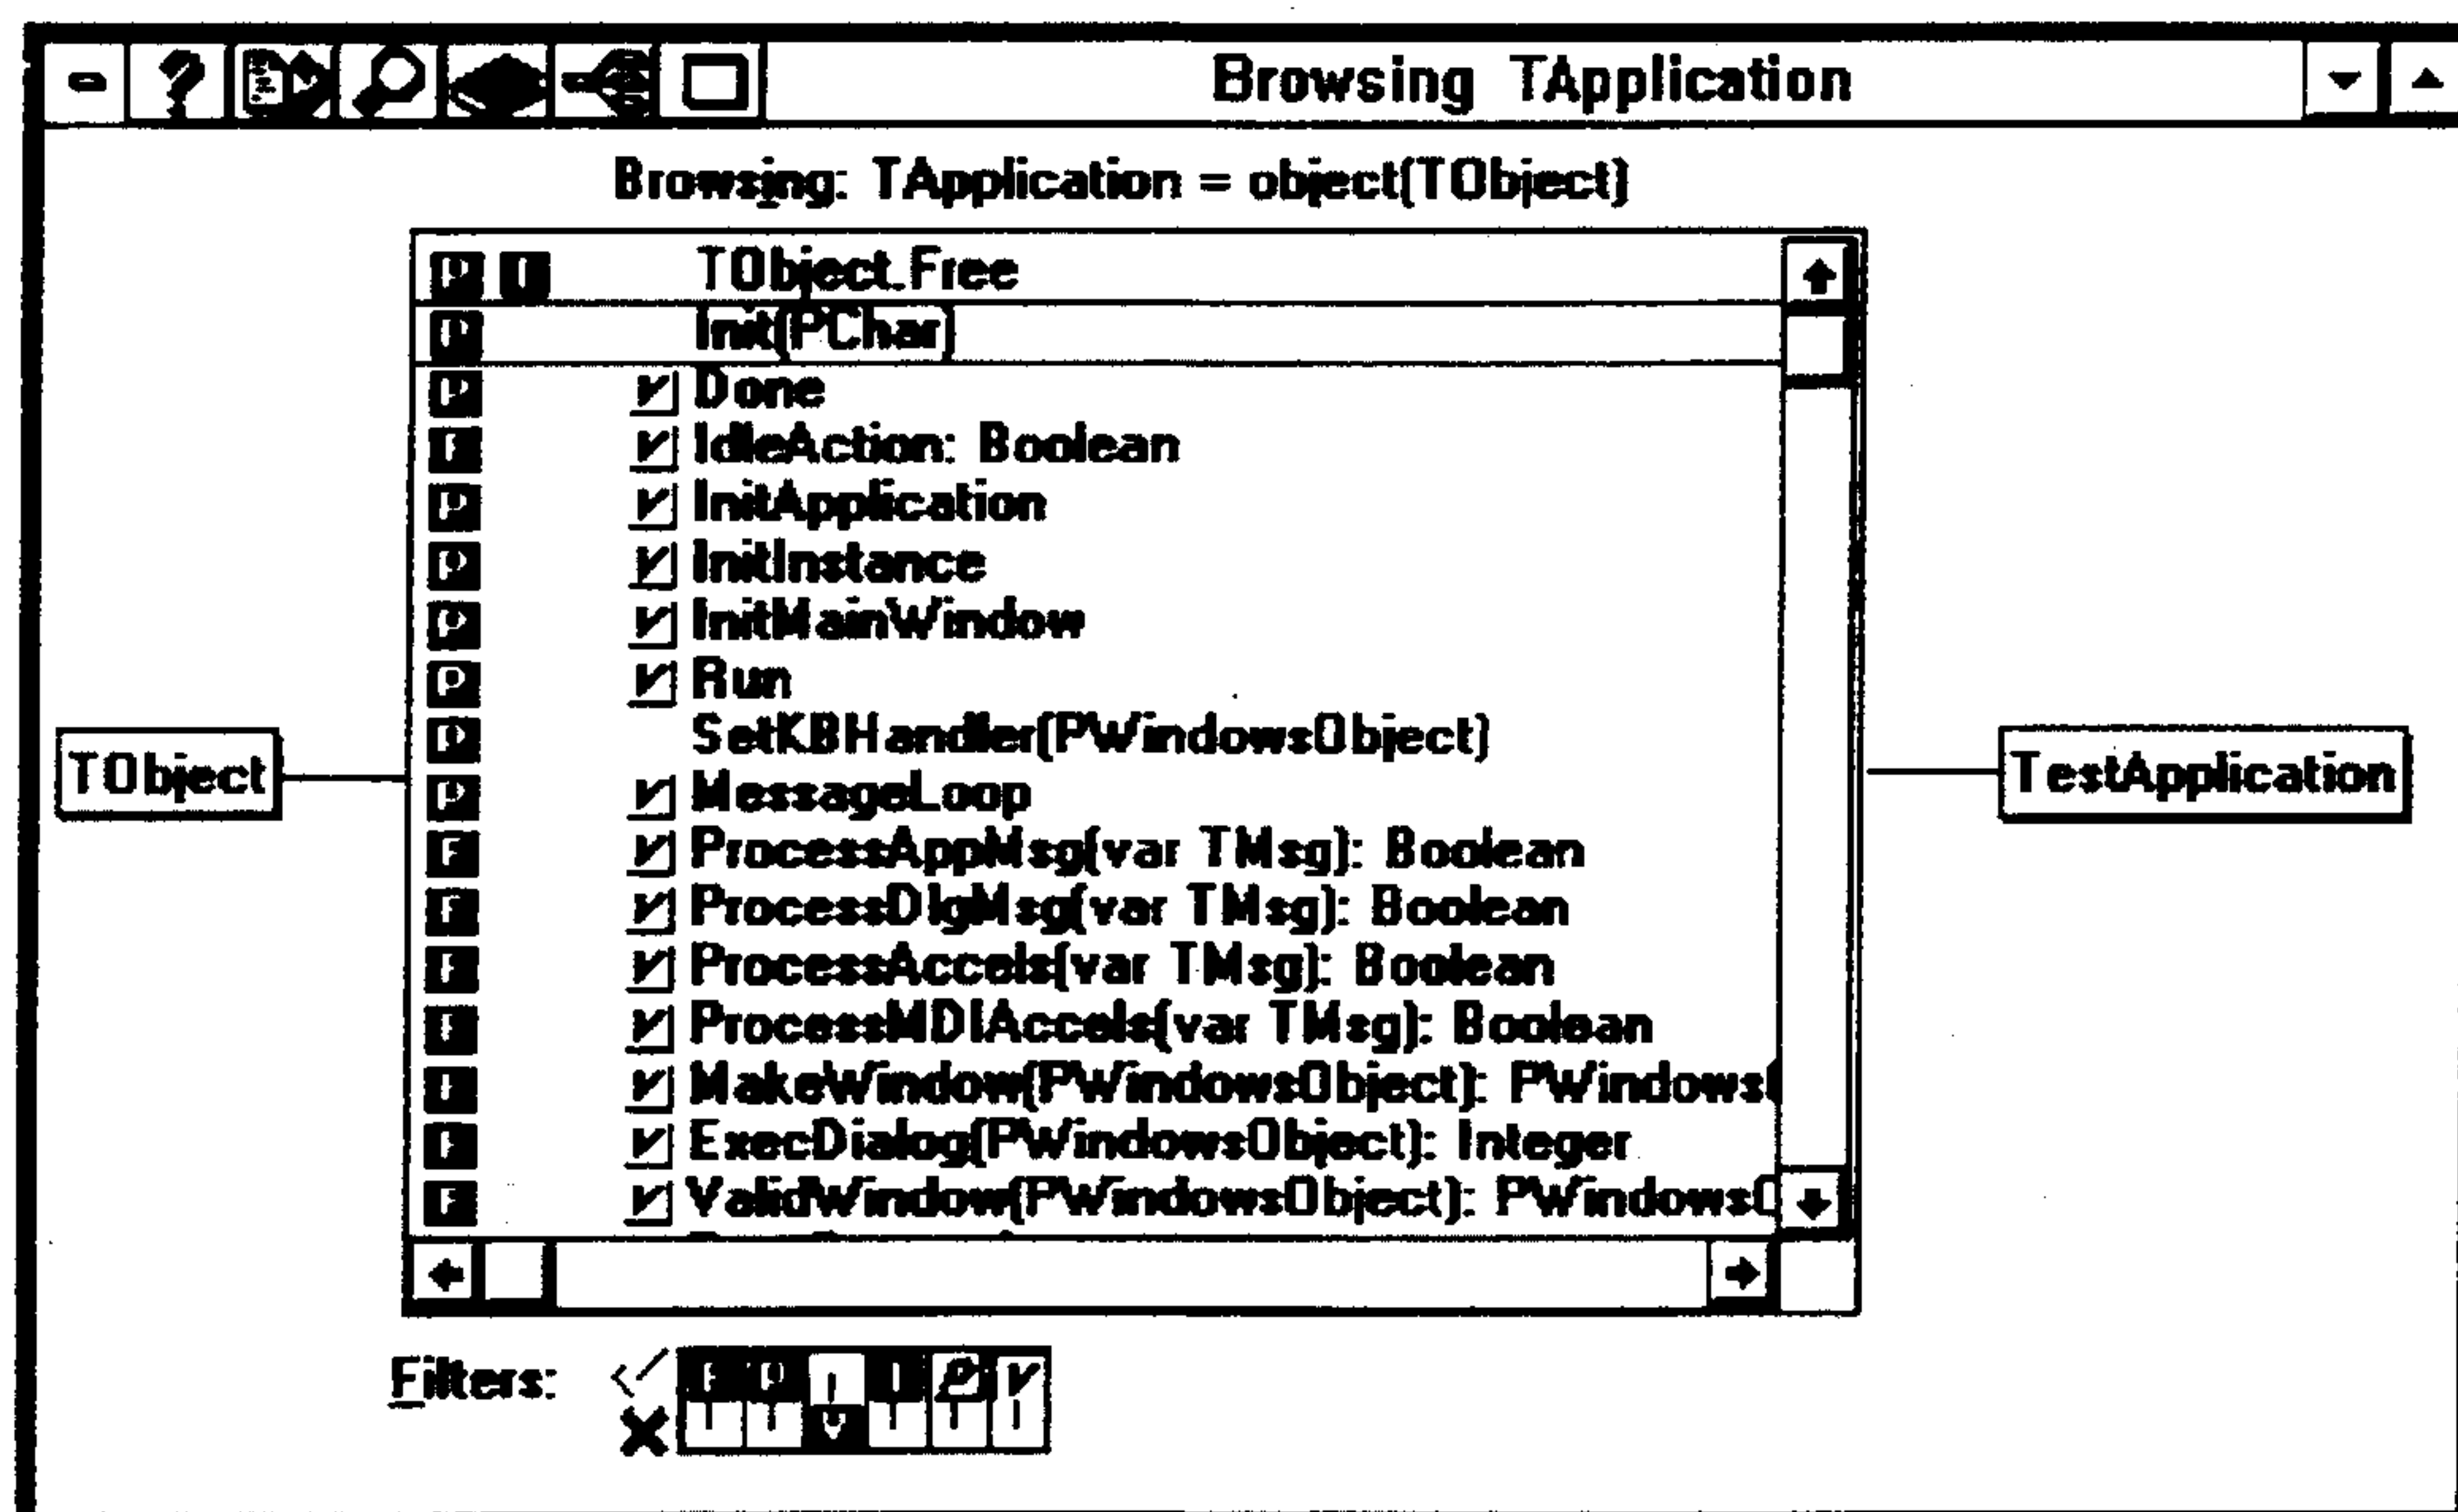 Browsing TApplication
Browsing: TApplication = object(TObject)
TObject.Free
Init(PChar)
Done
IdleAction: Boolean
InitApplication
InitInstance
InitMainWindow
Run
SetKBHandler(PWindowsObject)
TObject
TestApplication
MessageLoop
ProcessAppMsg(var TMsg): Boolean
ProcessDlgMsg(var TMsg): Boolean
ProcessAccels(var TMsg): Boolean
ProcessMDIAccels(var TMsg): Boolean
MakeWindow(PWindowsObject): PWindowsO
ExecDialog(PWindowsObject): Integer
ValidWindow(PWindowsObject): PWindowsO
Filters: